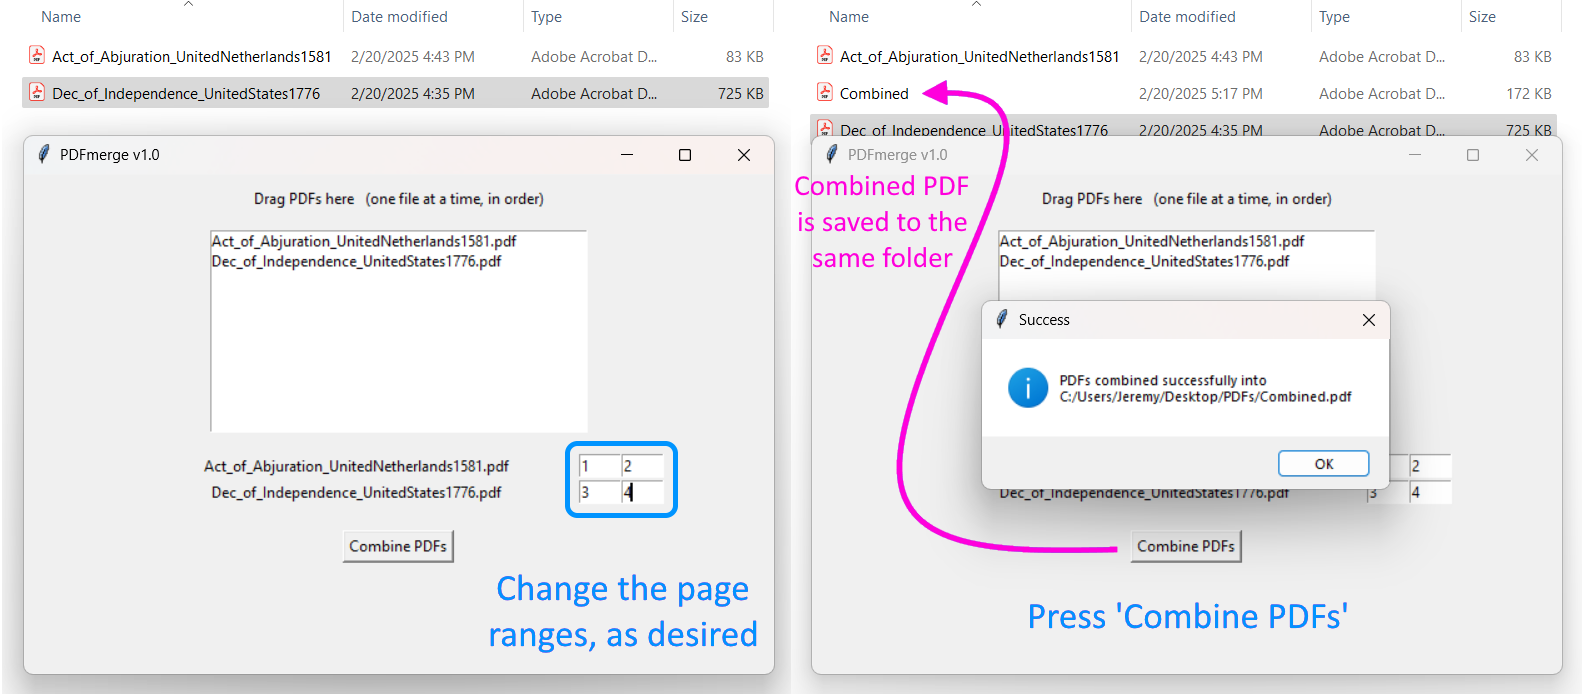 Name Date modified Type Size
Act_of_Abjuration_UnitedNetherlands1581 2/20/2025 4:43 PM Adobe Acrobat D... 83 KB
Dec_of_Independence_UnitedStates1776 2/20/2025 4:35 PM Adobe Acrobat D... 725 KB
PDFmerge v1.0
Drag PDFs here (one file at a time, in order)
Act_of_Abjuration_UnitedNetherlands1581.pdf
Dec_of_Independence_UnitedStates1776.pdf
Act_of_Abjuration_UnitedNetherlands1581.pdf 1 2
Dec_of_Independence_UnitedStates1776.pdf 3 4
Combine PDFs
Change the page
ranges, as desired
Name Date modified Type Size
Act_of_Abjuration_UnitedNetherlands1581 2/20/2025 4:43 PM Adobe Acrobat D... 83 KB
Combined 2/20/2025 5:17 PM Adobe Acrobat D... 172 KB
Dec_of_Independence_UnitedStates1776 2/20/2025 4:35 PM Adobe Acrobat D... 725 KB
PDFmerge v1.0
Combined PDF
is saved to the
same folder
Drag PDFs here (one file at a time, in order)
Act_of_Abjuration_UnitedNetherlands1581.pdf
Dec_of_Independence_UnitedStates1776.pdf
Success
PDFs combined successfully into
C:/Users/Jeremy/Desktop/PDFs/Combined.pdf
OK
2
Dec_of_Independence_UnitedStates1776.pdf 3 4
Combine PDFs
Press 'Combine PDFs'